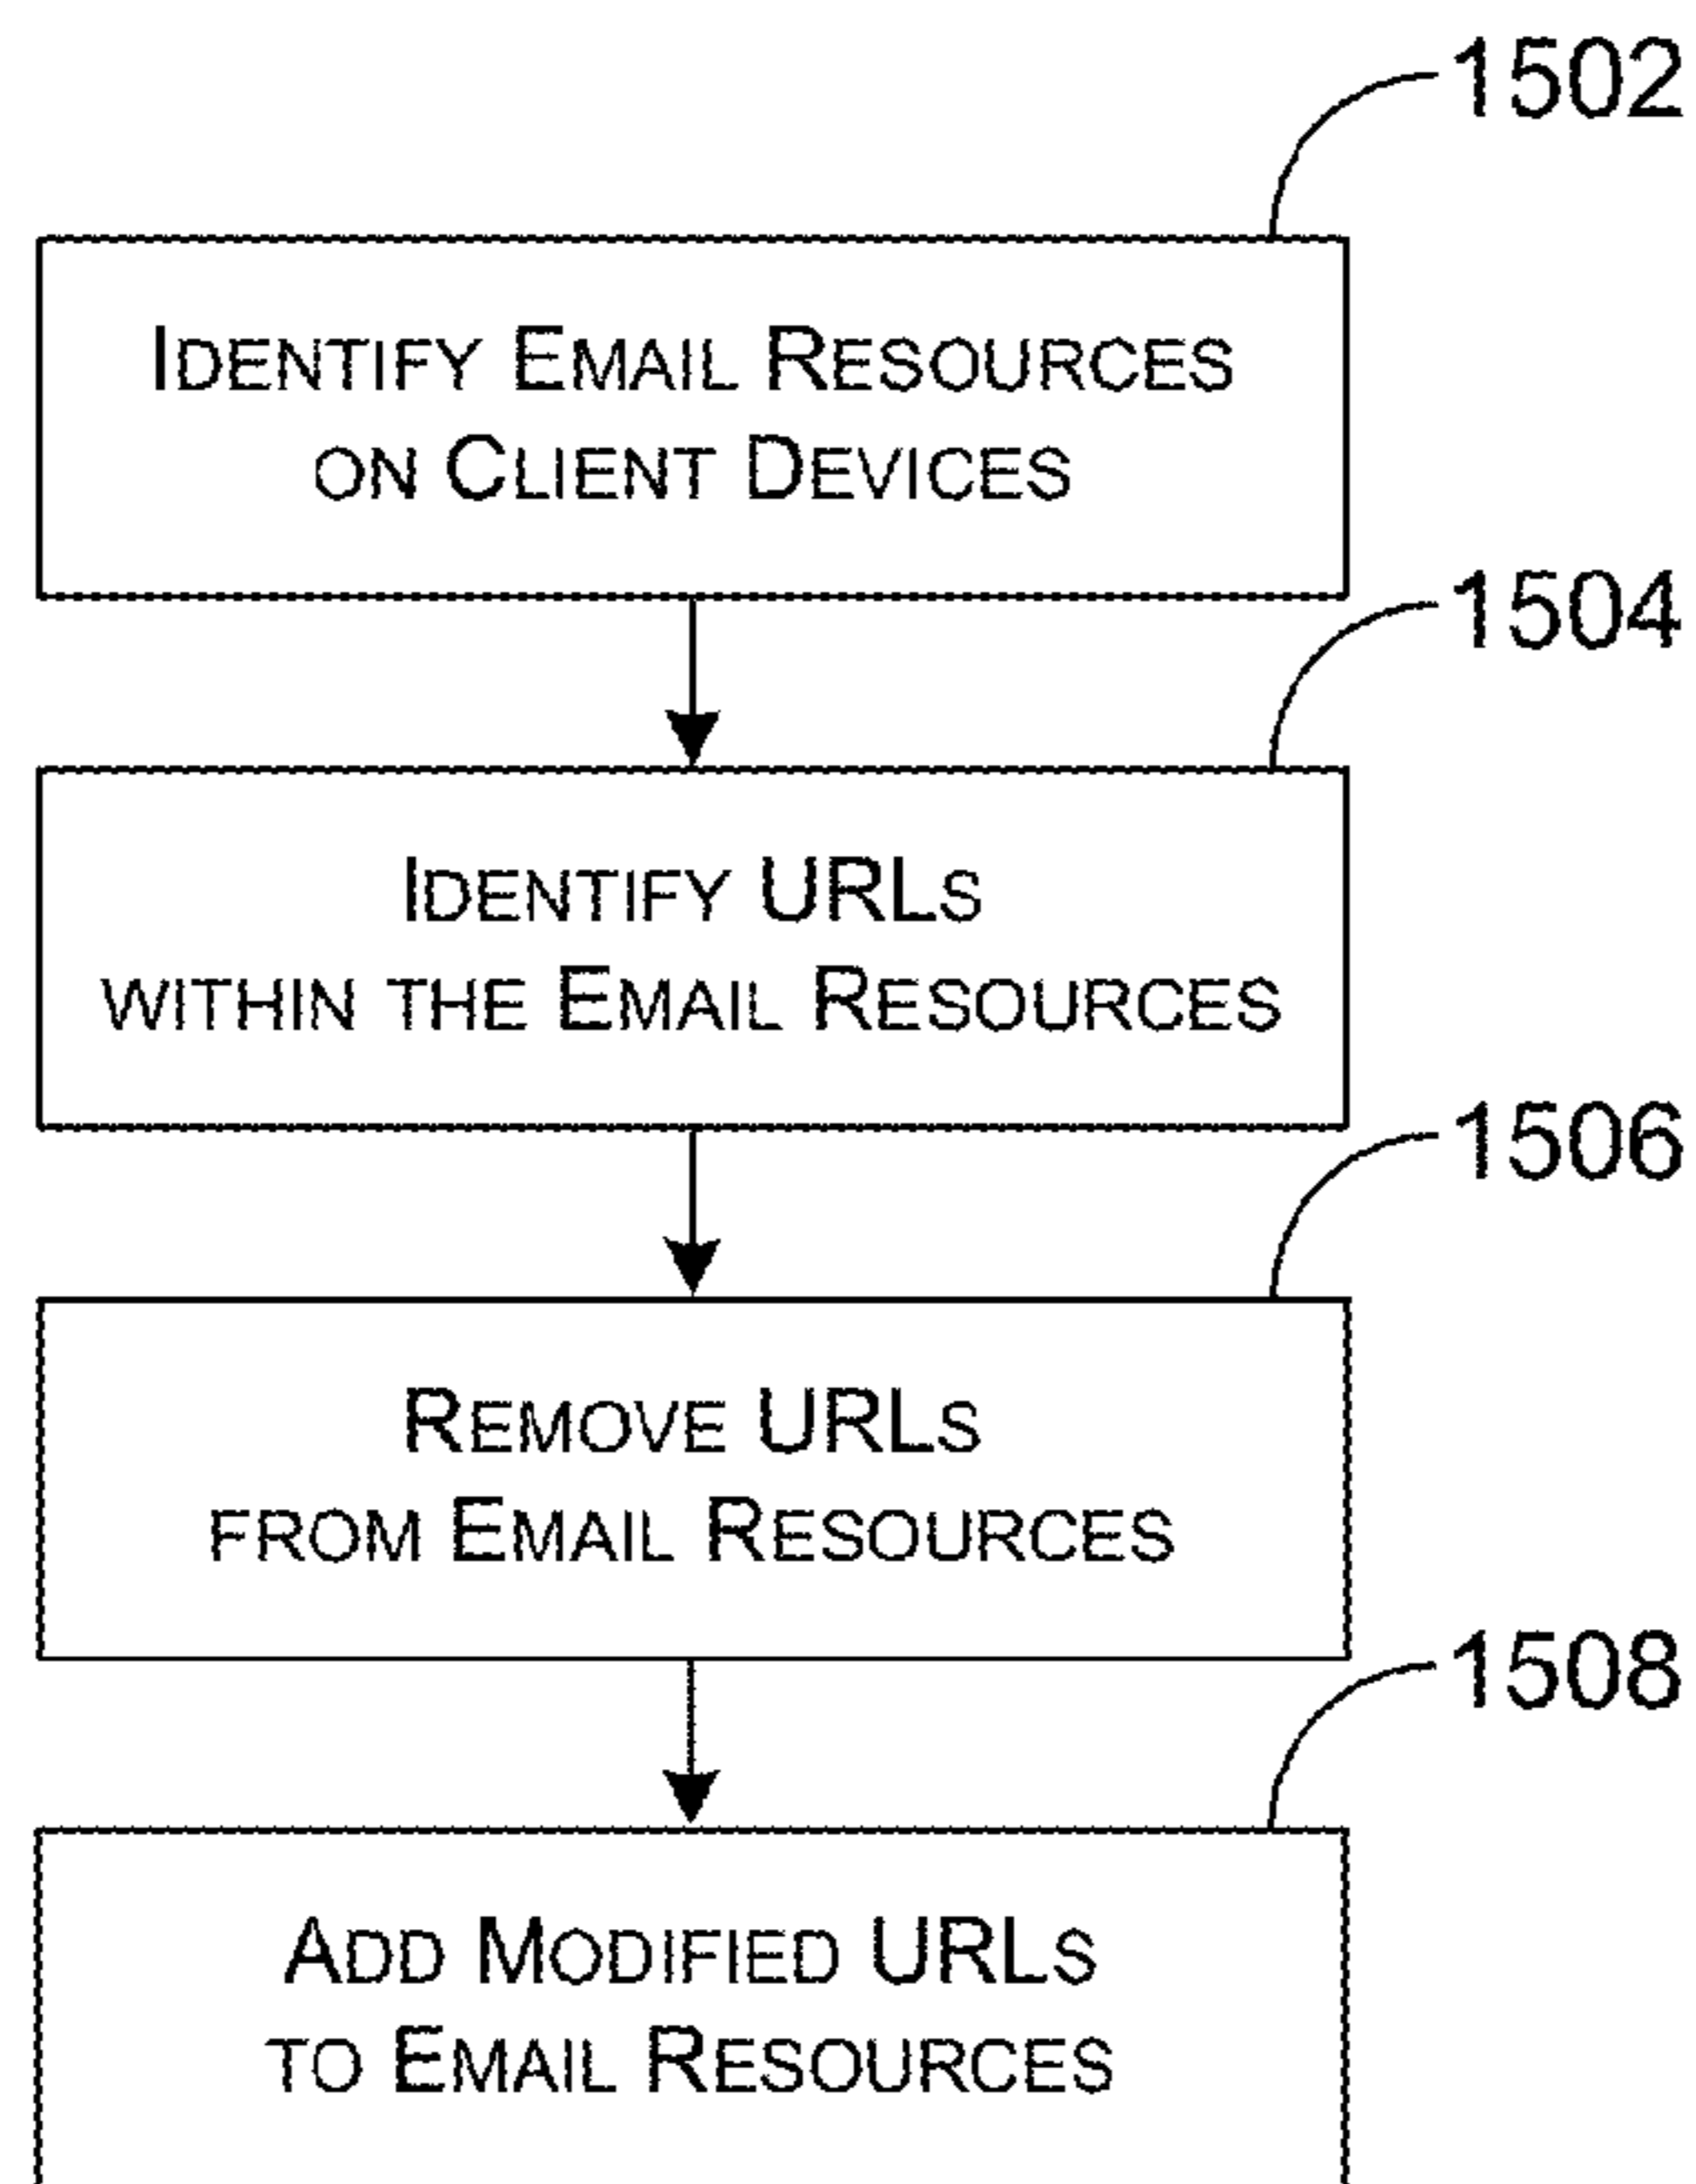 1502
IDENTIFY EMAIL RESOURCES
ON CLIENT DEVICES
1504
IDENTIFY URLS
WITHIN THE EMAIL RESOURCES
1506
REMOVE URLS
FROM EMAIL RESOURCES
1508
ADD MODIFIED URLS
TO EMAIL RESOURCES